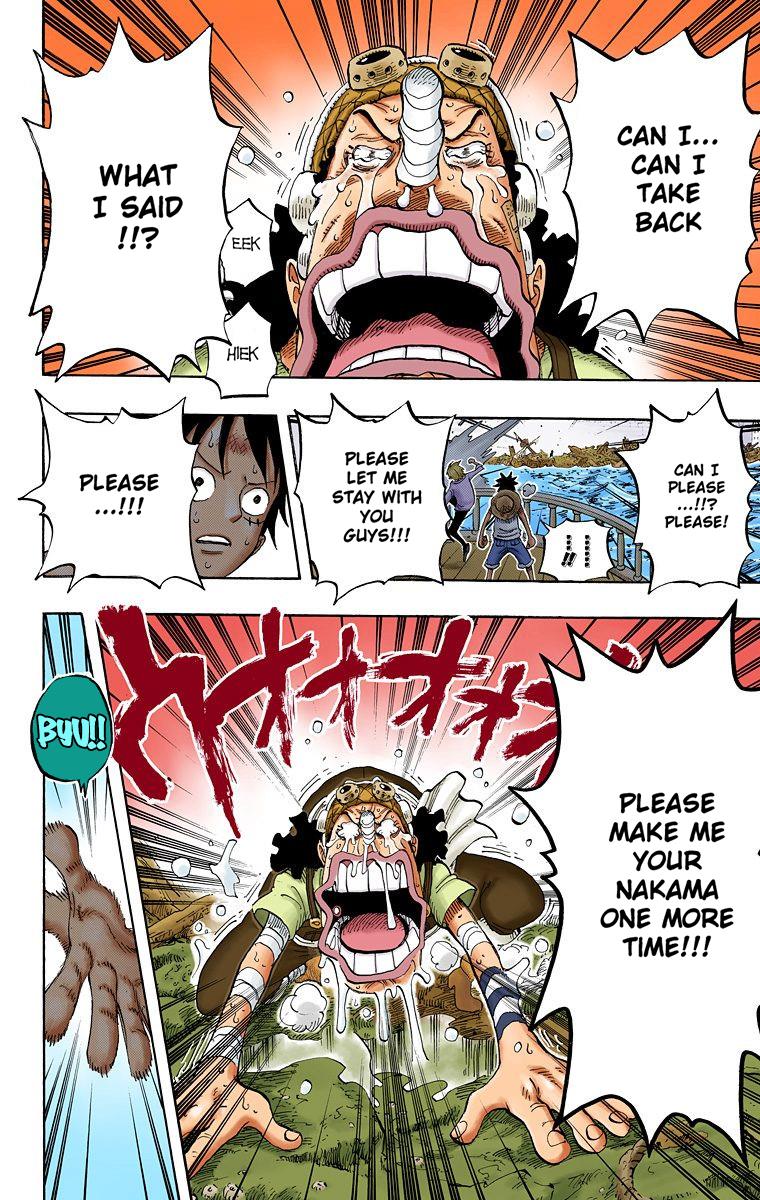 CAN I...
CAN I
TAKE
BACK
WHAT
I SAID
!!?
EEK
HIEK
CAN I
PLEASE
...!!?
PLEASE!
......!!
PLEASE
LET ME
STAY WITH
YOU
GUYS!!!
PLEASE
...!!!
PLEASE
MAKE ME
YOUR
NAKAMA
ONE MORE
TIME!!!
BYU!!